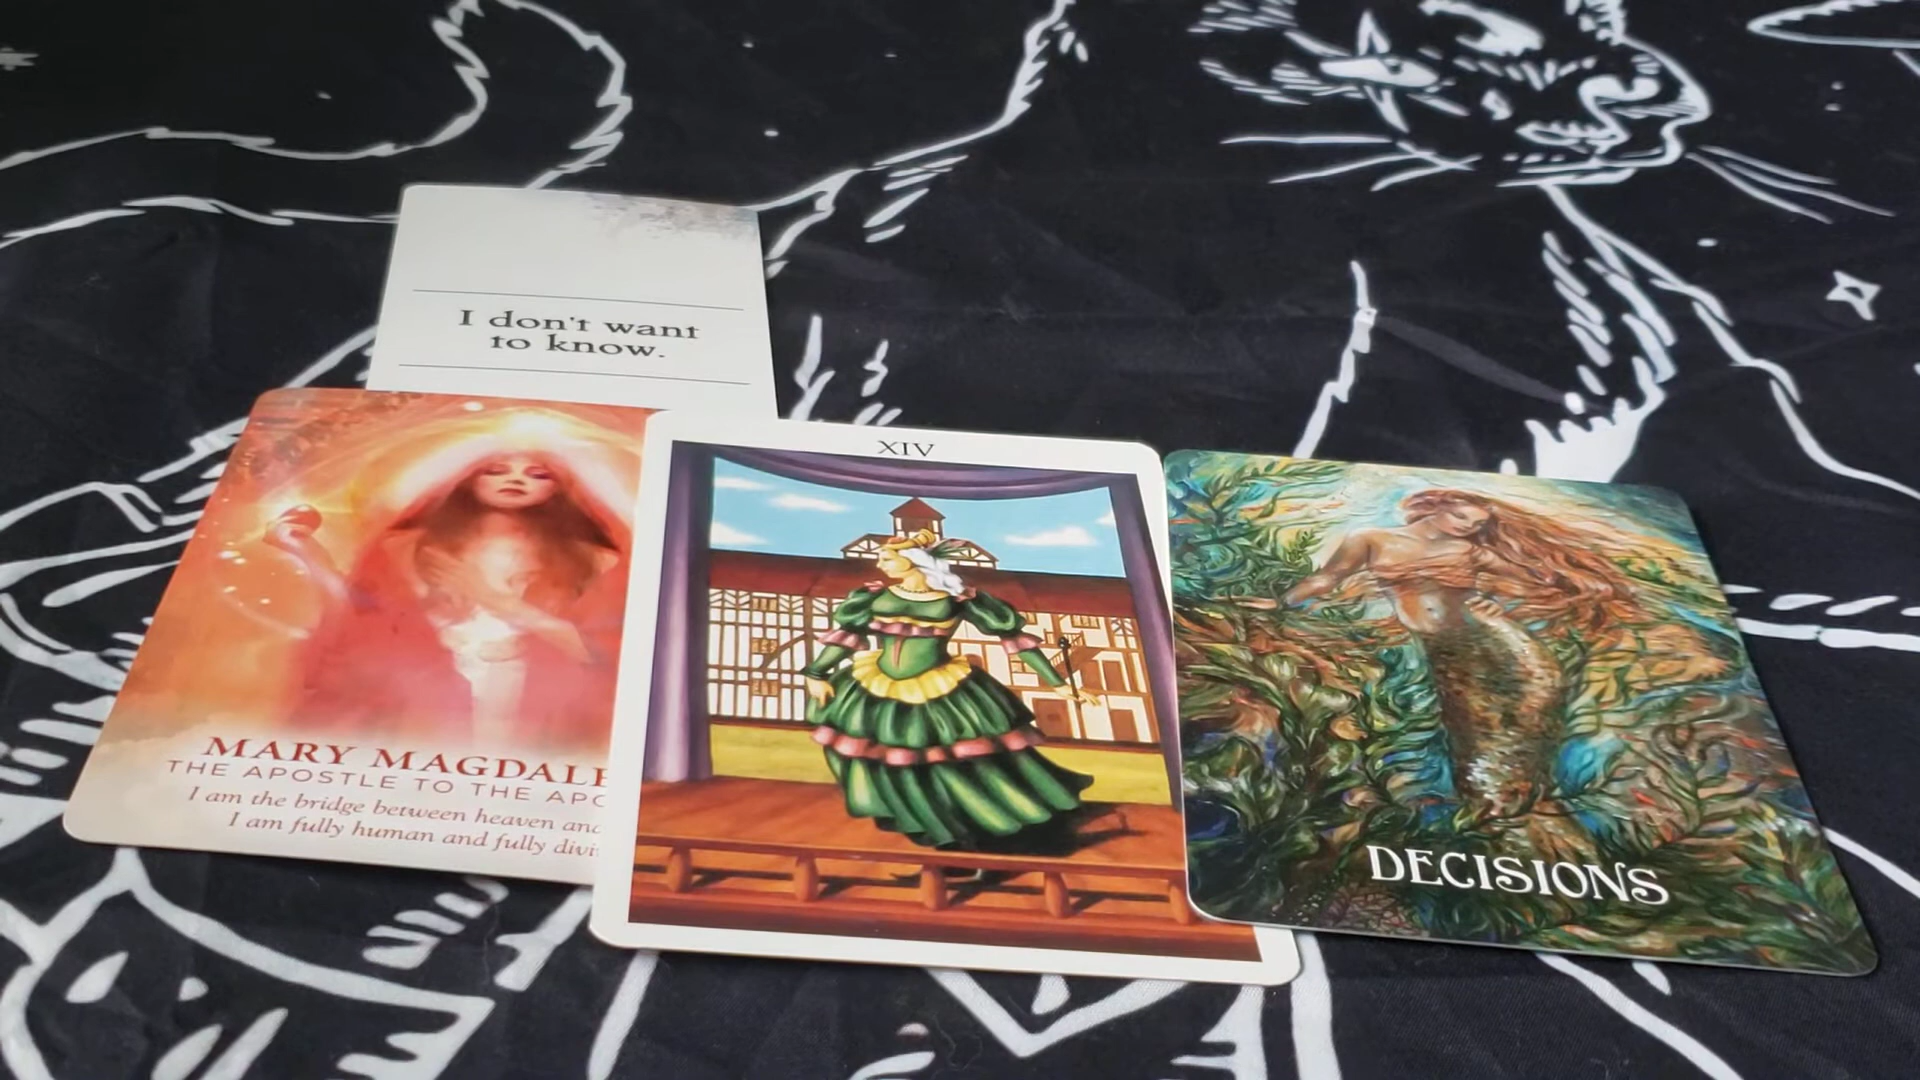 I don't want
to know.
XIV
MARY MAGDALE
THE APOSTLE TO THE APO
I am the bridge between heaven and
I am fully human and fully divi
DECISIONS